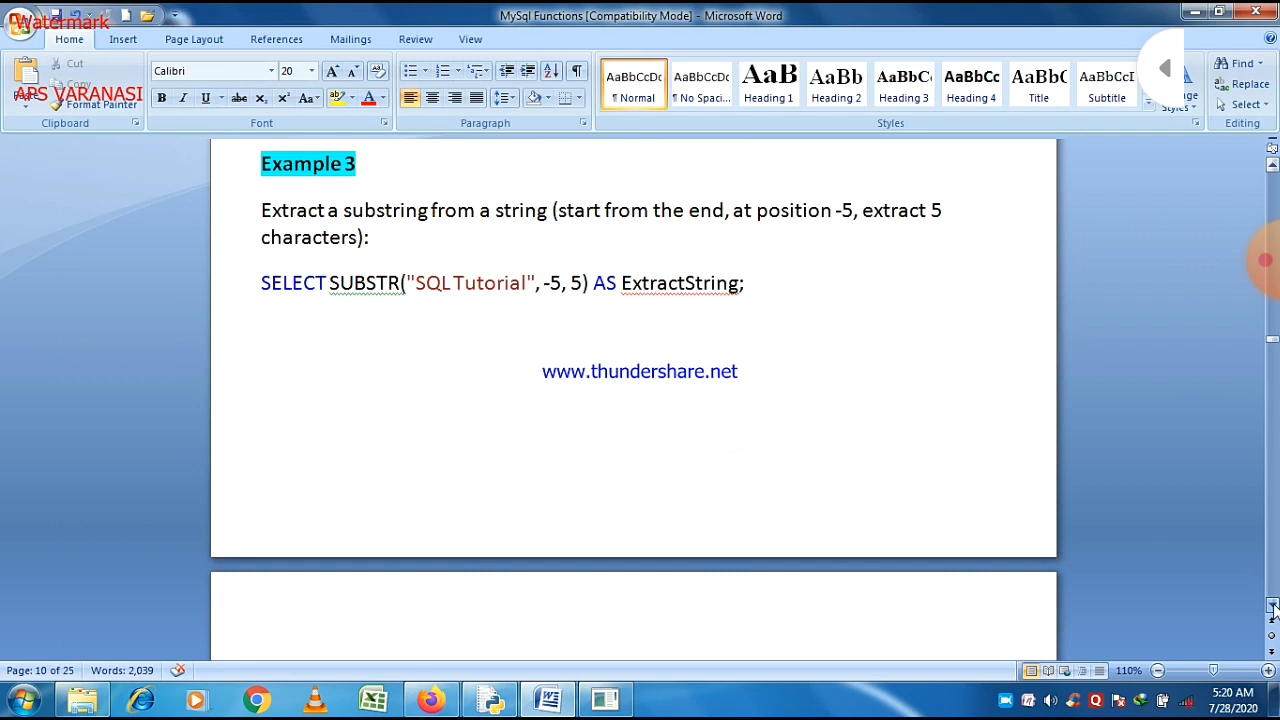 MySql Functions [Compatibility Mode] - Microsoft Word
Watermark
Home Insert Page Layout References Mailings Review View
Cut
Copy
Paste
Format Painter
APS VARANASI
Calibri 20
AaBbCcDc AaBbCcDc AaB AaBb AaBbC AaBbCc AaBbC AaBbCcD
¶ Normal ¶ No Spaci... Heading 1 Heading 2 Heading 3 Heading 4 Title Subtitle
Styles
Find
Replace
Select
Clipboard Font Paragraph Styles Editing
Example 3
Extract a substring from a string (start from the end, at position -5, extract 5
characters):
SELECT SUBSTR("SQL Tutorial", -5, 5) AS ExtractString;
www.thundershare.net
Page: 10 of 25 Words: 2,039 110%
5:20 AM
7/28/2020